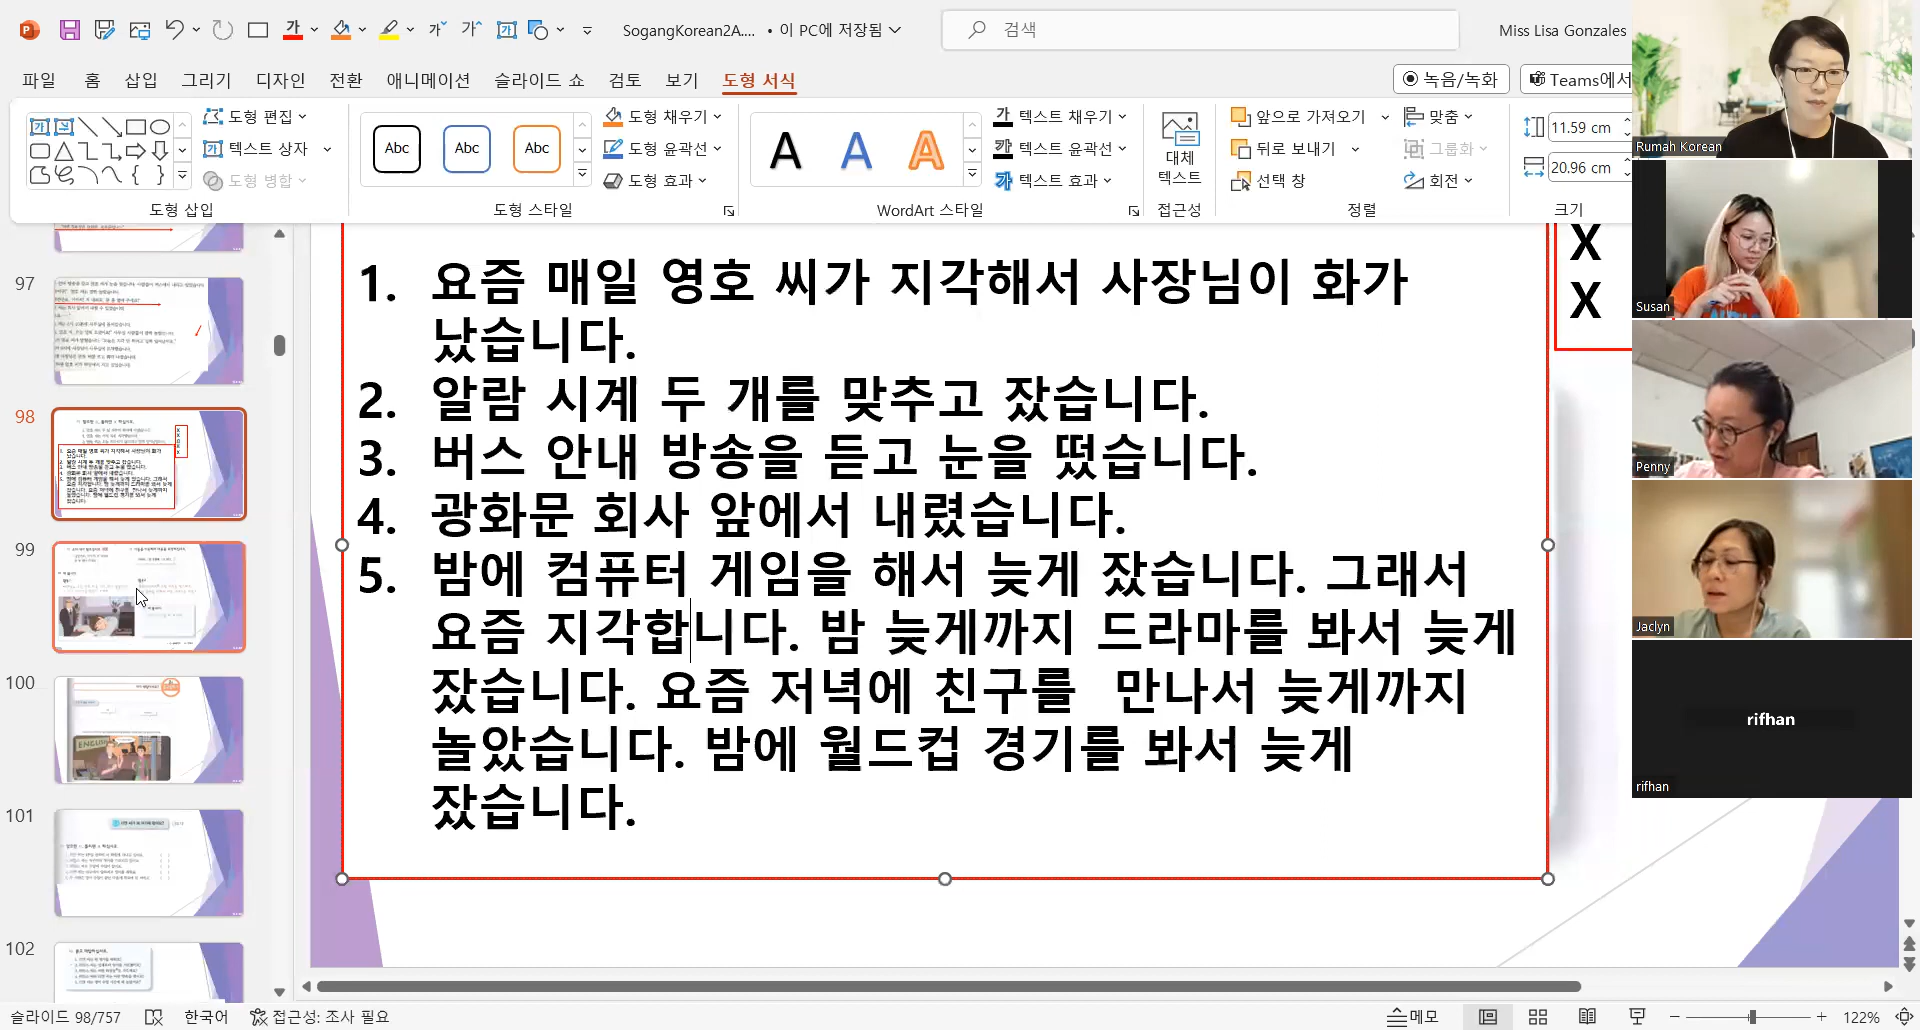 SogangKorean2A.... • 이 PC에 저장됨
검색
Miss Lisa Gonzales
파일 홈 삽입 그리기 디자인 전환 애니메이션 슬라이드 쇼 검토 보기 도형 서식
녹음/녹화
Teams에서
도형 편집
텍스트 상자
도형 병합
도형 삽입
Abc Abc Abc
도형 채우기
도형 윤곽선
도형 효과
도형 스타일
A A A
텍스트 채우기
텍스트 윤곽선
텍스트 효과
WordArt 스타일
대체
텍스트
접근성
앞으로 가져오기
뒤로 보내기
선택 창
맞춤
그룹화
회전
정렬
11.59 cm
20.96 cm
크기
97
98
99
100
101
102
1. 요즘 매일 영호 씨가 지각해서 사장님이 화가
났습니다.
2. 알람 시계 두 개를 맞추고 잤습니다.
3. 버스 안내 방송을 듣고 눈을 떴습니다.
4. 광화문 회사 앞에서 내렸습니다.
5. 밤에 컴퓨터 게임을 해서 늦게 잤습니다. 그래서
요즘 지각합니다. 밤 늦게까지 드라마를 봐서 늦게
잤습니다. 요즘 저녁에 친구를 만나서 늦게까지
놀았습니다. 밤에 월드컵 경기를 봐서 늦게
잤습니다.
X
X
Rumah Korean
Susan
Penny
Jaclyn
rifhan
rifhan
슬라이드 98/757
한국어
접근성: 조사 필요
메모
122%